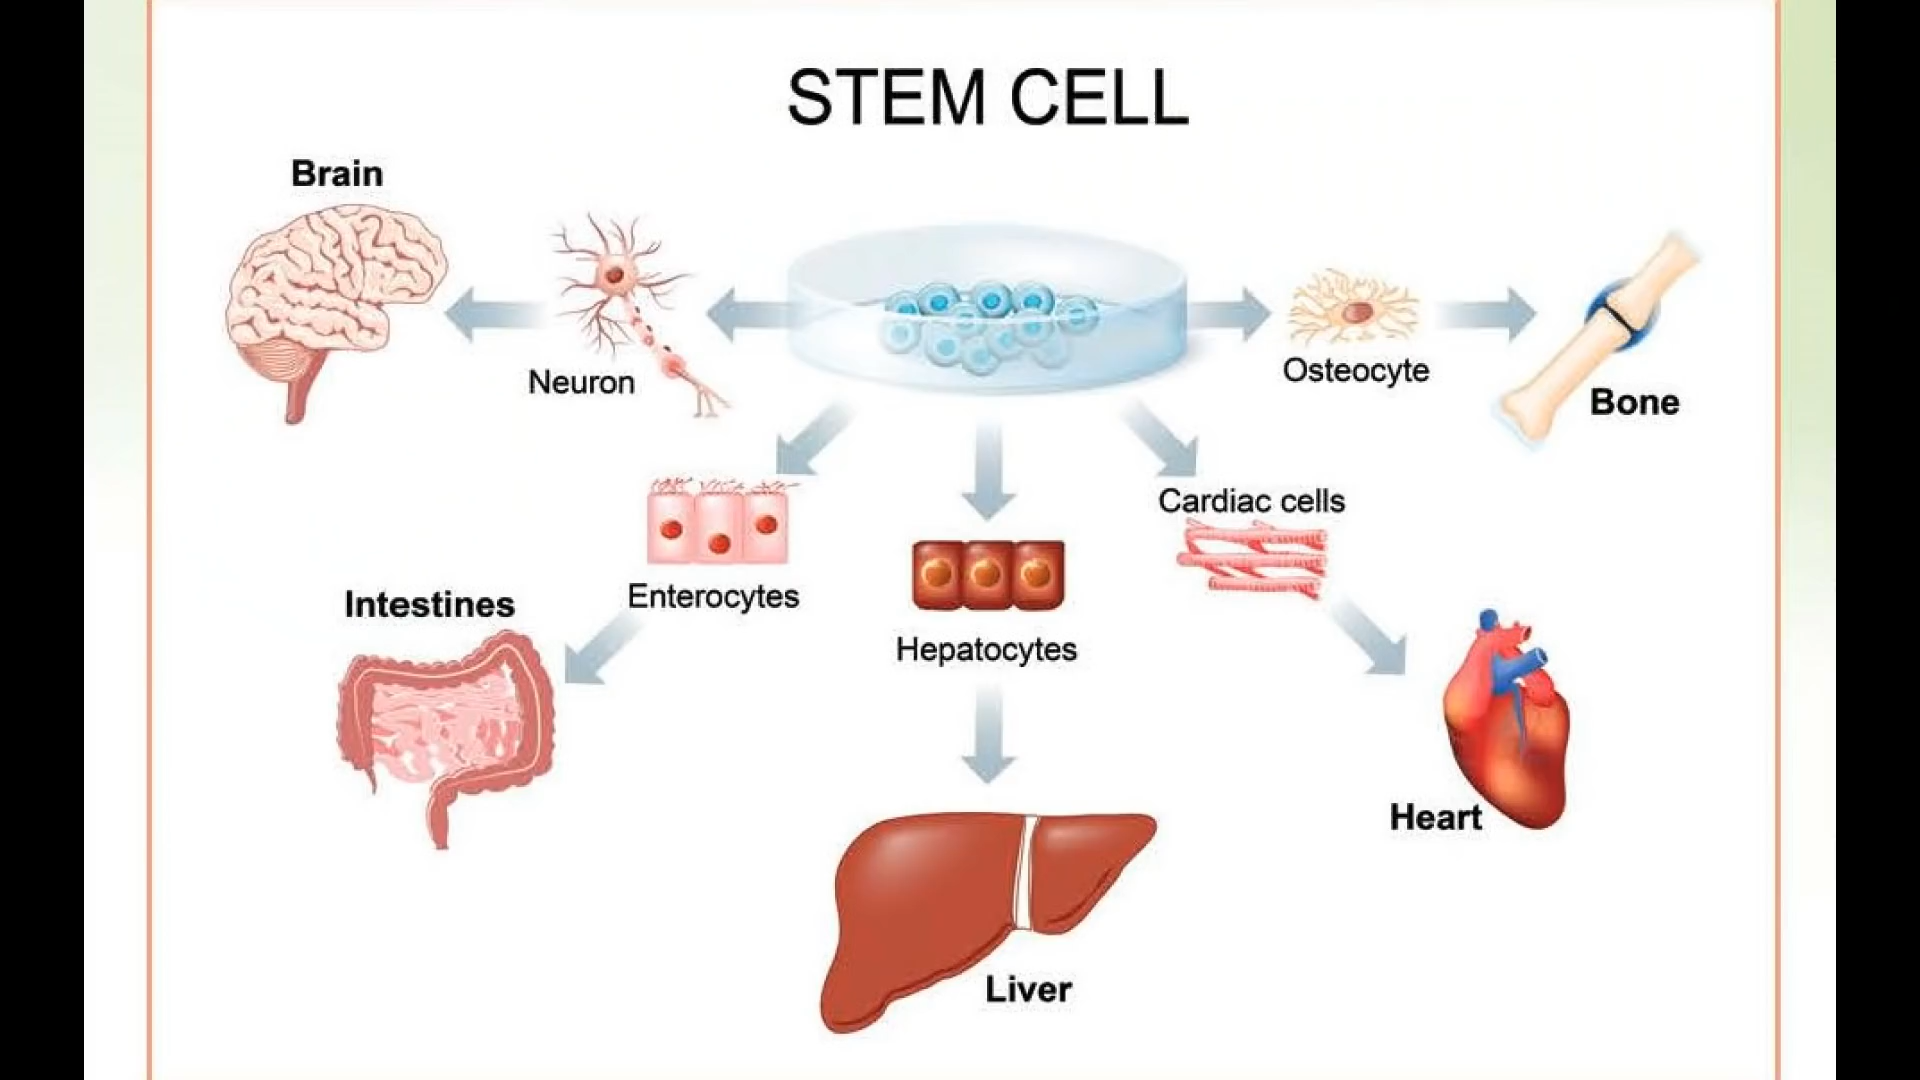 STEM CELL
Brain
Neuron
Osteocyte
Bone
Cardiac cells
Enterocytes
Intestines
Hepatocytes
Heart
Liver